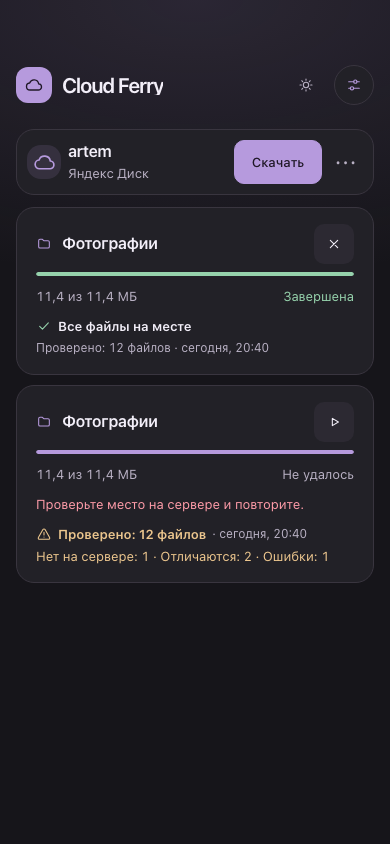 Cloud Ferry
artem
Яндекс Диск
Скачать
Фотографии
11,4 из 11,4 МБ
Завершена
Все файлы на месте
Проверено: 12 файлов · сегодня, 20:40
Фотографии
11,4 из 11,4 МБ
Не удалось
Проверьте место на сервере и повторите.
Проверено: 12 файлов · сегодня, 20:40
Нет на сервере: 1 · Отличаются: 2 · Ошибки: 1